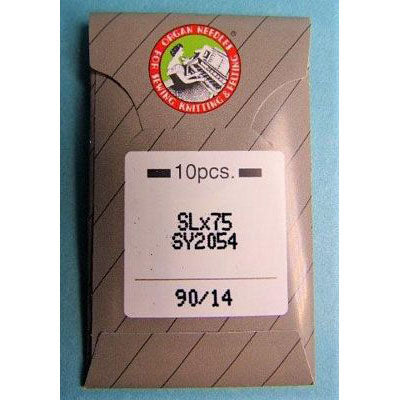 ORGAN NEEDLES
FOR SEWING, KNITTING & FELTING
®
10pcs.
SLx75
SY2054
90/14